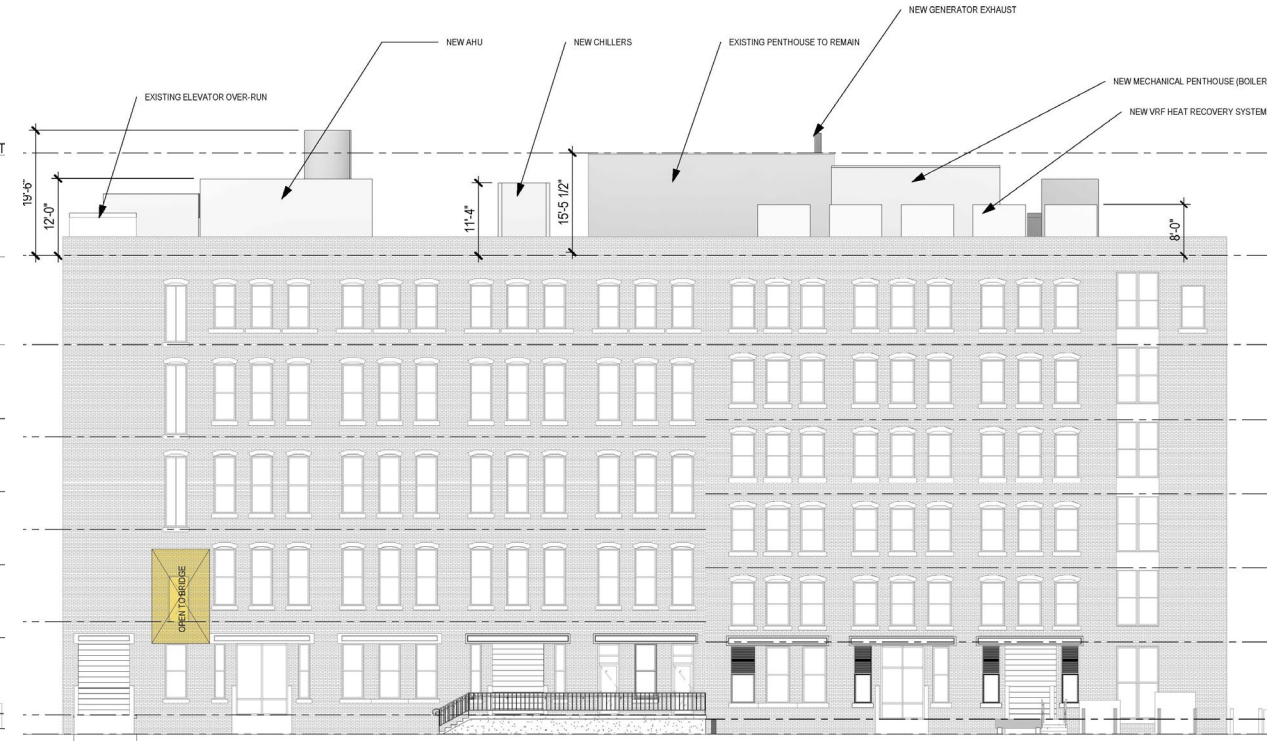 NEW GENERATOR EXHAUST
NEW AHU
NEW CHILLERS
EXISTING PENTHOUSE TO REMAIN
NEW MECHANICAL PENTHOUSE (BOILER
EXISTING ELEVATOR OVER-RUN
NEW VRF HEAT RECOVERY SYSTEM
T
19'-6"
12'-0"
11'-4"
15'-5 1/2"
8'-0"
OPEN TO BRIDGE